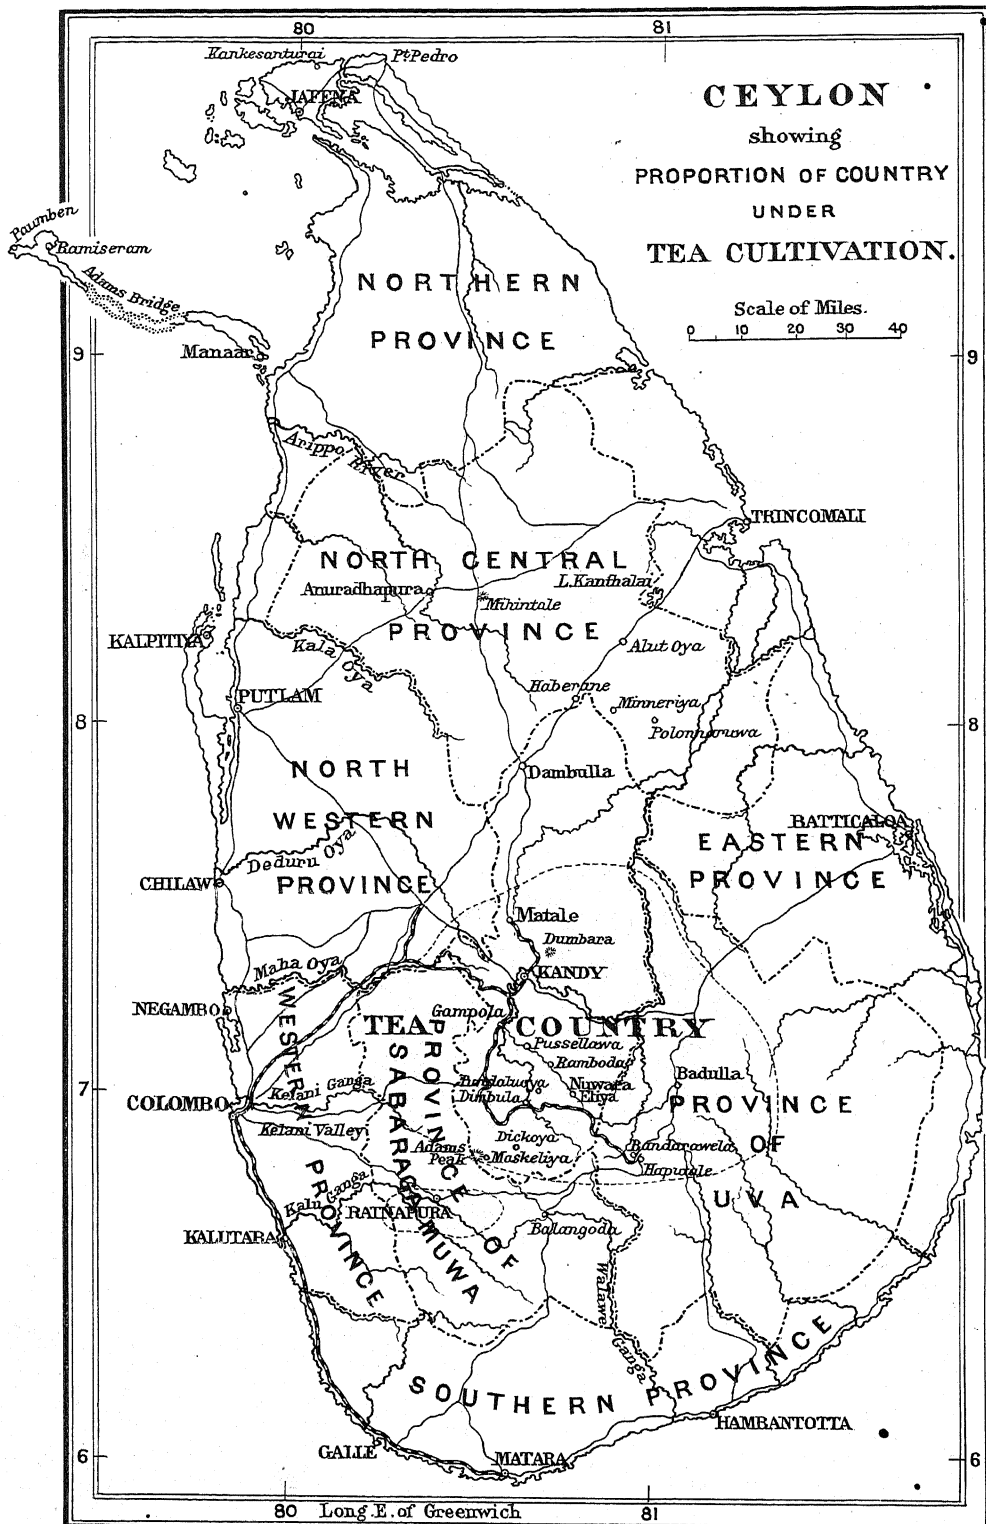 80
81
Kankesanturai
Pt. Pedro
JAFFNA
CEYLON
showing
PROPORTION OF COUNTRY
UNDER
TEA CULTIVATION.
Scale of Miles.
0 10 20 30 40
Paumben
Ramiseram
Adams Bridge
NORTHERN
PROVINCE
Manaar
9
9
Arippo River
TRINCOMALI
NORTH CENTRAL
PROVINCE
L. Kanthalai
Anuradhapura
Mihintale
KALPITIYA
Kala Oya
Alut Oya
Haberane
Minneriya
PUTLAM
Polonnaruwa
8
8
NORTH
WESTERN
PROVINCE
Dambulla
BATTICALOA
EASTERN
PROVINCE
Deduru Oya
CHILAW
Matale
Dumbara
Maha Oya
KANDY
NEGAMBO
Gampola
TEA COUNTRY
Pussellawa
Ramboda
WESTERN
PROVINCE
PROVINCE OF
SABARAGAMUWA
Nuwara
Eliya
Badulla
Dimbula
7
7
Kelani Ganga
COLOMBO
Kelani Valley
PROVINCE
OF
UVA
Dickoya
Adams
Peak
Maskeliya
Bandarawela
Haputale
Kalu Ganga
RATNAPURA
Balangoda
KALUTARA
Walawe Ganga
SOUTHERN PROVINCE
HAMBANTOTTA
GALLE
MATARA
6
6
80
81
Long. E. of Greenwich